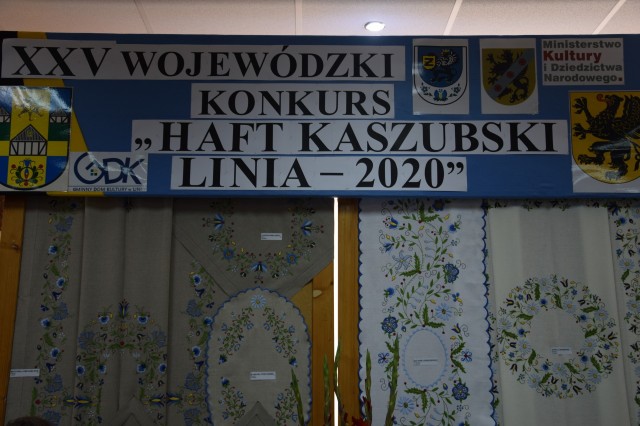 XXV WOJEWÓDZKI
KONKURS
„HAFT KASZUBSKI
LINIA – 2020”
Ministerstwo
Kultury
i Dziedzictwa
Narodowego.
GDK